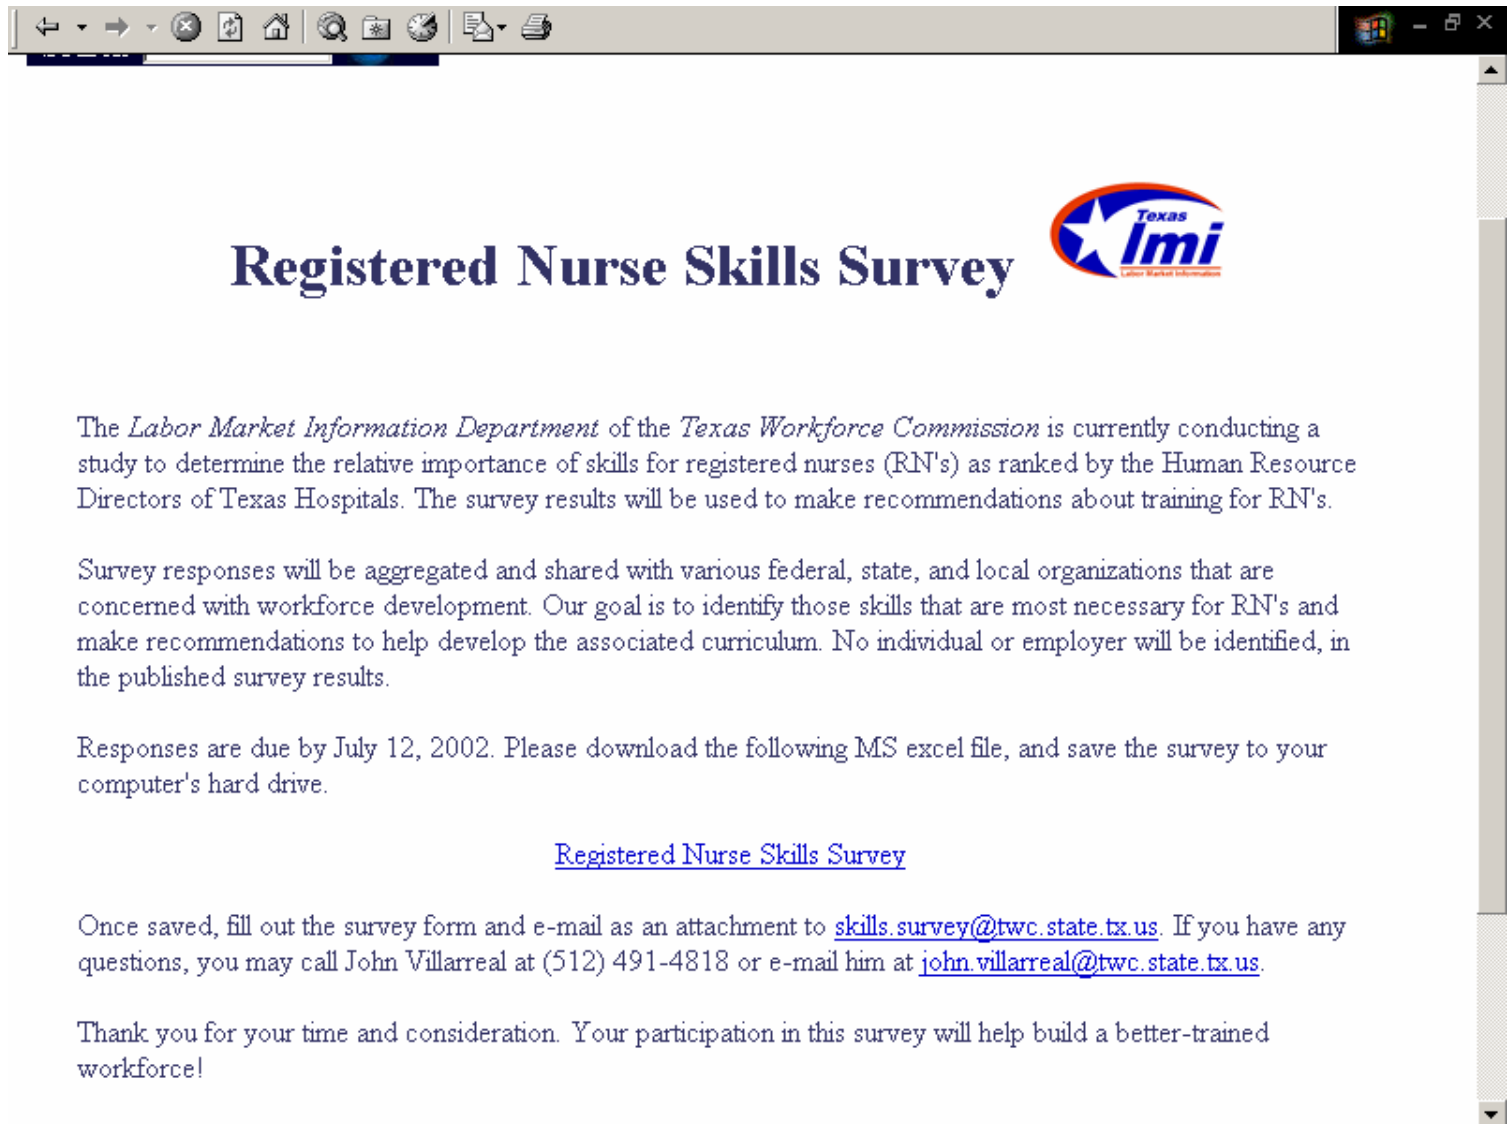 Registered Nurse Skills Survey
Texas
lmi
Labor Market Information
The Labor Market Information Department of the Texas Workforce Commission is currently conducting a
study to determine the relative importance of skills for registered nurses (RN's) as ranked by the Human Resource
Directors of Texas Hospitals. The survey results will be used to make recommendations about training for RN's.
Survey responses will be aggregated and shared with various federal, state, and local organizations that are
concerned with workforce development. Our goal is to identify those skills that are most necessary for RN's and
make recommendations to help develop the associated curriculum. No individual or employer will be identified, in
the published survey results.
Responses are due by July 12, 2002. Please download the following MS excel file, and save the survey to your
computer's hard drive.
Registered Nurse Skills Survey
Once saved, fill out the survey form and e-mail as an attachment to skills.survey@twc.state.tx.us. If you have any
questions, you may call John Villarreal at (512) 491-4818 or e-mail him at john.villarreal@twc.state.tx.us.
Thank you for your time and consideration. Your participation in this survey will help build a better-trained
workforce!